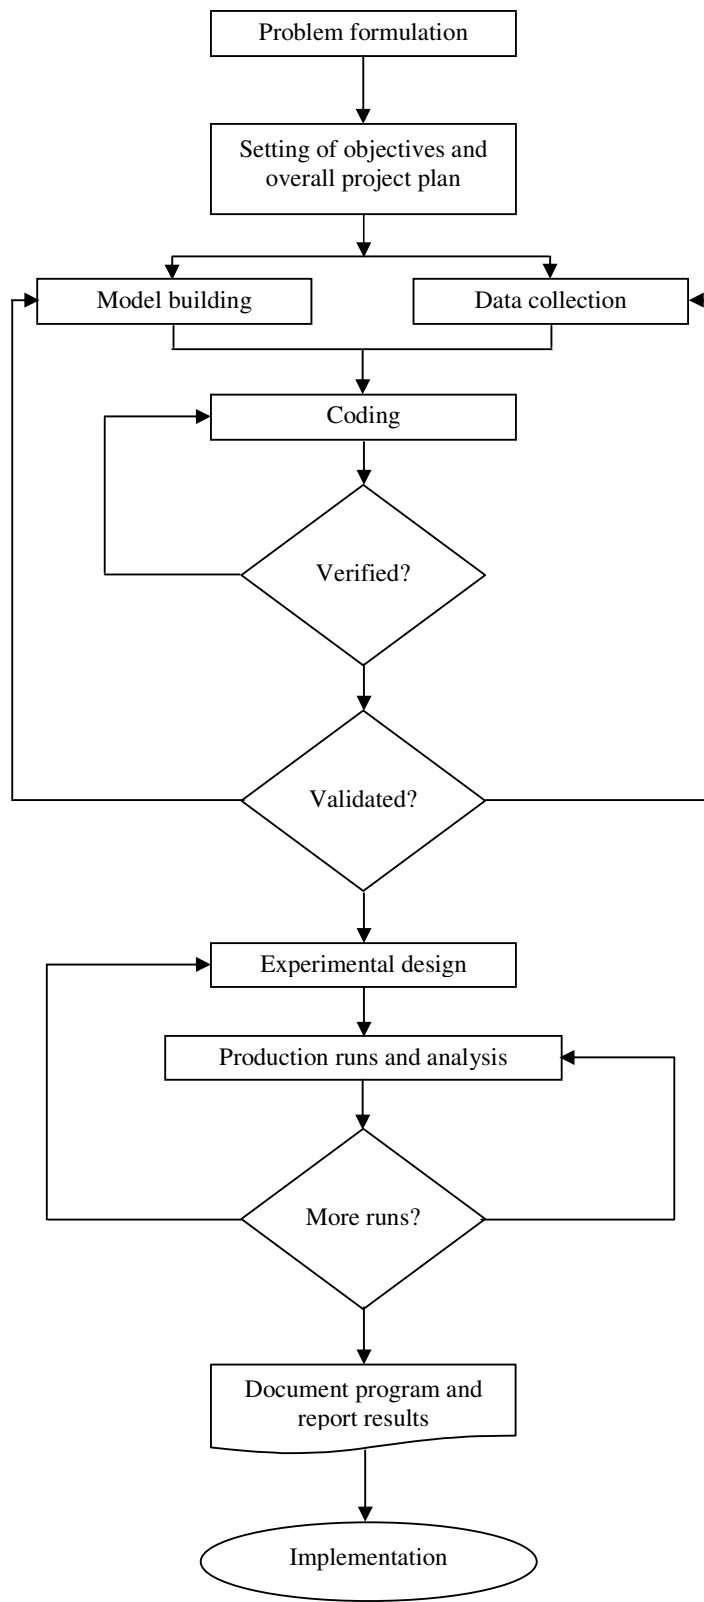 Problem formulation
Setting of objectives and
overall project plan
Model building
Data collection
Coding
Verified?
Validated?
Experimental design
Production runs and analysis
More runs?
Document program and
report results
Implementation